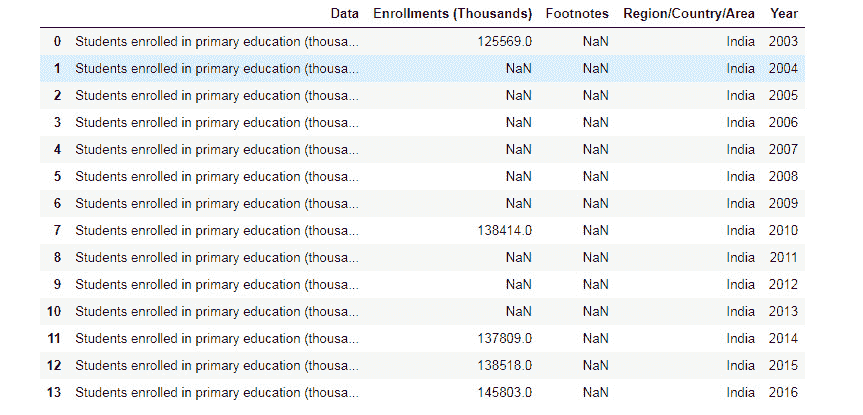 Data Enrollments (Thousands) Footnotes Region/Country/Area Year
0 Students enrolled in primary education (thousa... 125569.0 NaN India 2003
1 Students enrolled in primary education (thousa... NaN NaN India 2004
2 Students enrolled in primary education (thousa... NaN NaN India 2005
3 Students enrolled in primary education (thousa... NaN NaN India 2006
4 Students enrolled in primary education (thousa... NaN NaN India 2007
5 Students enrolled in primary education (thousa... NaN NaN India 2008
6 Students enrolled in primary education (thousa... NaN NaN India 2009
7 Students enrolled in primary education (thousa... 138414.0 NaN India 2010
8 Students enrolled in primary education (thousa... NaN NaN India 2011
9 Students enrolled in primary education (thousa... NaN NaN India 2012
10 Students enrolled in primary education (thousa... NaN NaN India 2013
11 Students enrolled in primary education (thousa... 137809.0 NaN India 2014
12 Students enrolled in primary education (thousa... 138518.0 NaN India 2015
13 Students enrolled in primary education (thousa... 145803.0 NaN India 2016